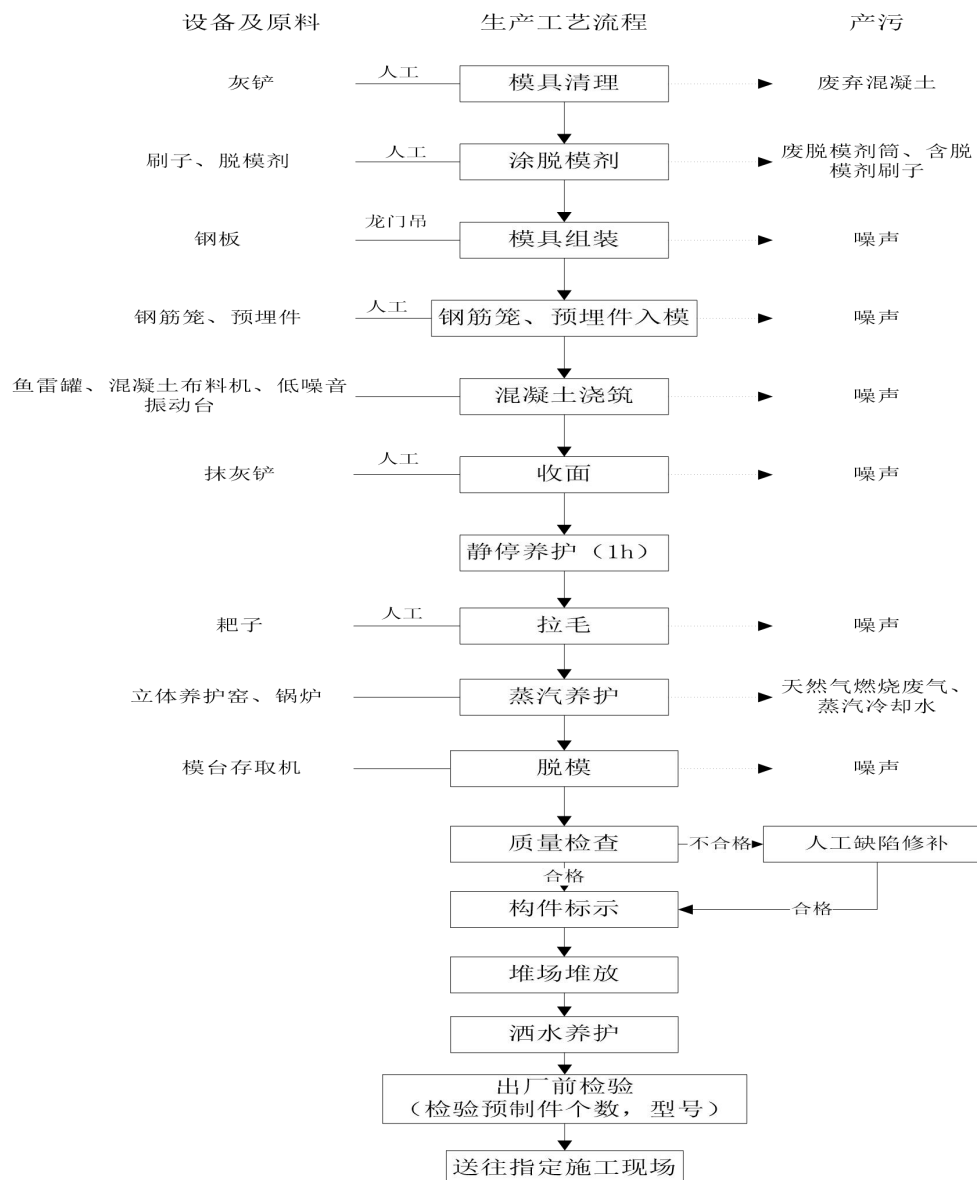 设备及原料 生产工艺流程 产污
灰铲 人工 模具清理 废弃混凝土
刷子、脱模剂 人工 涂脱模剂 废脱模剂筒、含脱
模剂刷子
钢板 龙门吊 模具组装 噪声
钢筋笼、预埋件 人工 钢筋笼、预埋件入模 噪声
鱼雷罐、混凝土布料机、低噪音
振动台 混凝土浇筑 噪声
抹灰铲 人工 收面 噪声
静停养护（1h）
耙子 人工 拉毛 噪声
立体养护窑、锅炉 蒸汽养护 天然气燃烧废气、
蒸汽冷却水
模台存取机 脱模 噪声
质量检查 不合格 人工缺陷修补
合格
构件标示 合格
堆场堆放
洒水养护
出厂前检验
（检验预制件个数，型号）
送往指定施工现场